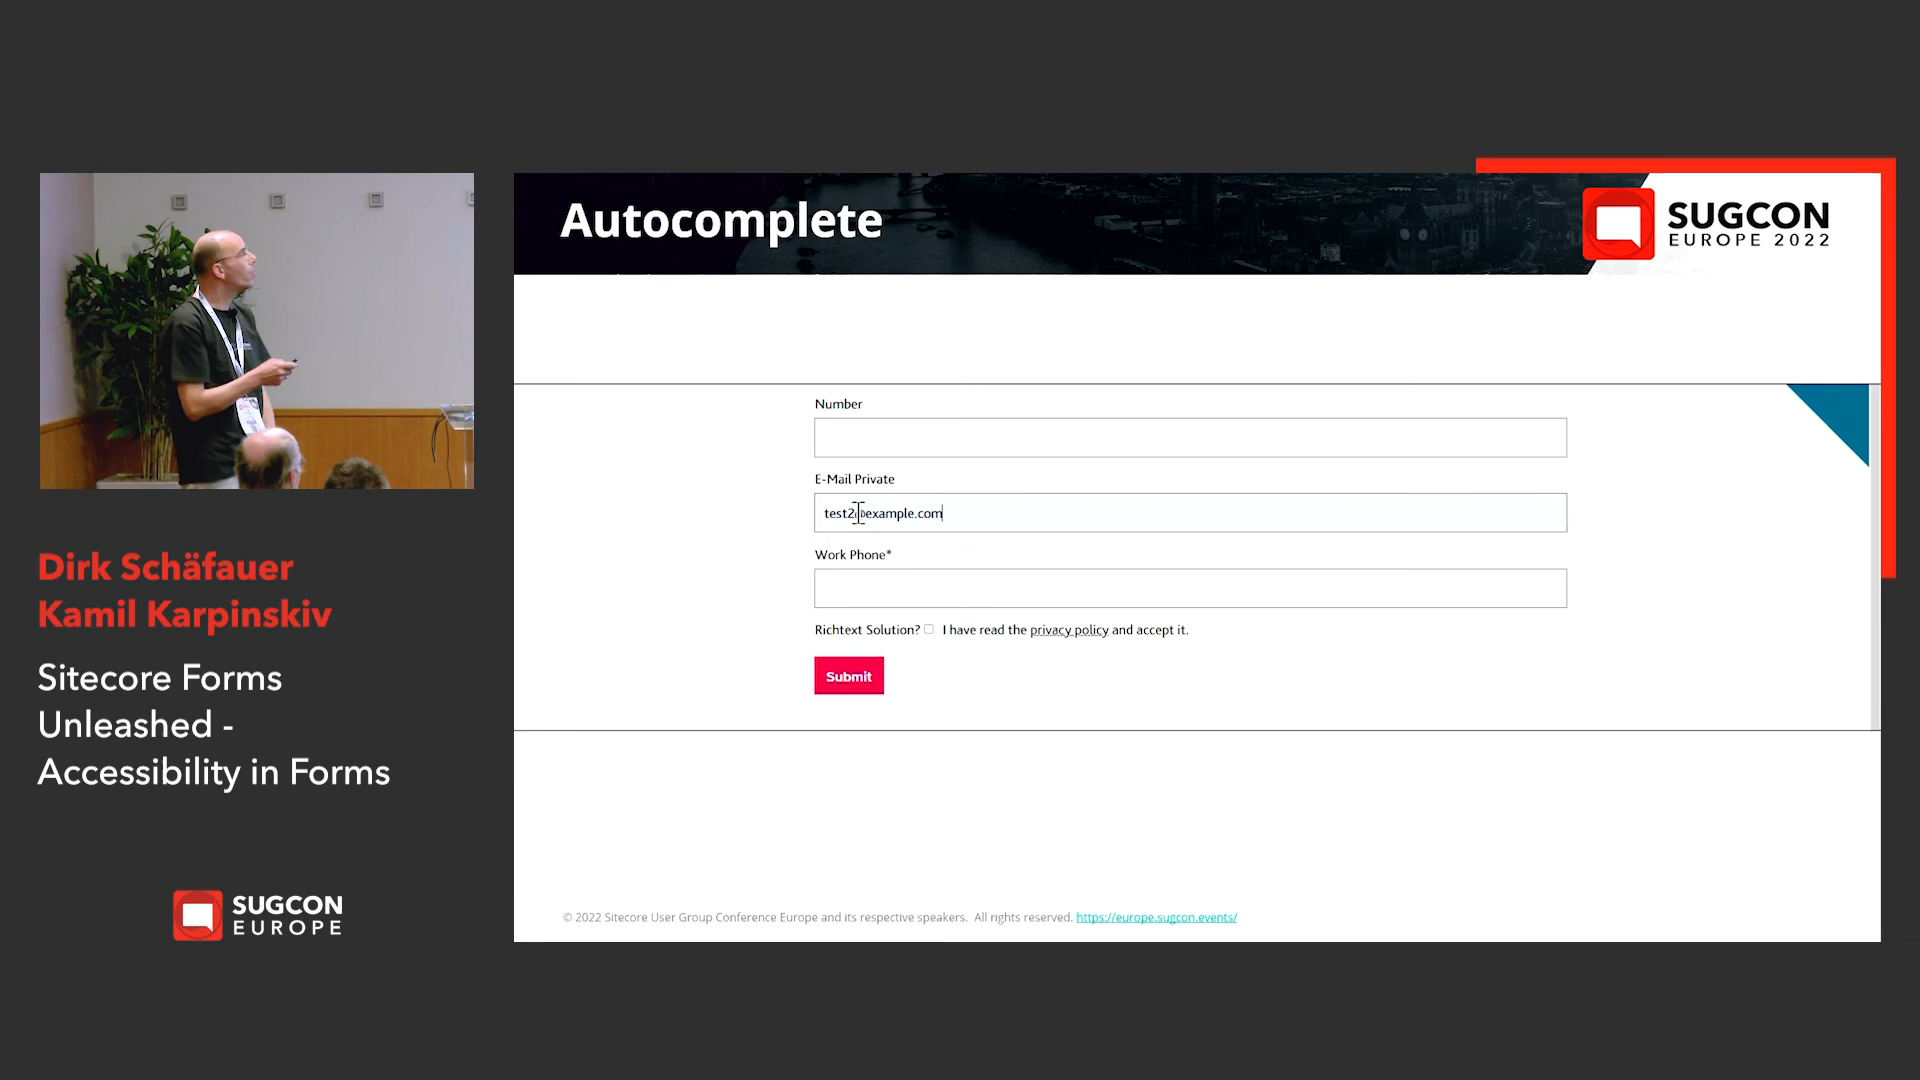 Autocomplete
SUGCON
EUROPE 2022
Number
E-Mail Private
test2@example.com
Work Phone*
Richtext Solution? I have read the privacy policy and accept it.
Submit
© 2022 Sitecore User Group Conference Europe and its respective speakers. All rights reserved. https://europe.sugcon.events/
Dirk Schäfauer
Kamil Karpinskiv
Sitecore Forms
Unleashed -
Accessibility in Forms
SUGCON
EUROPE